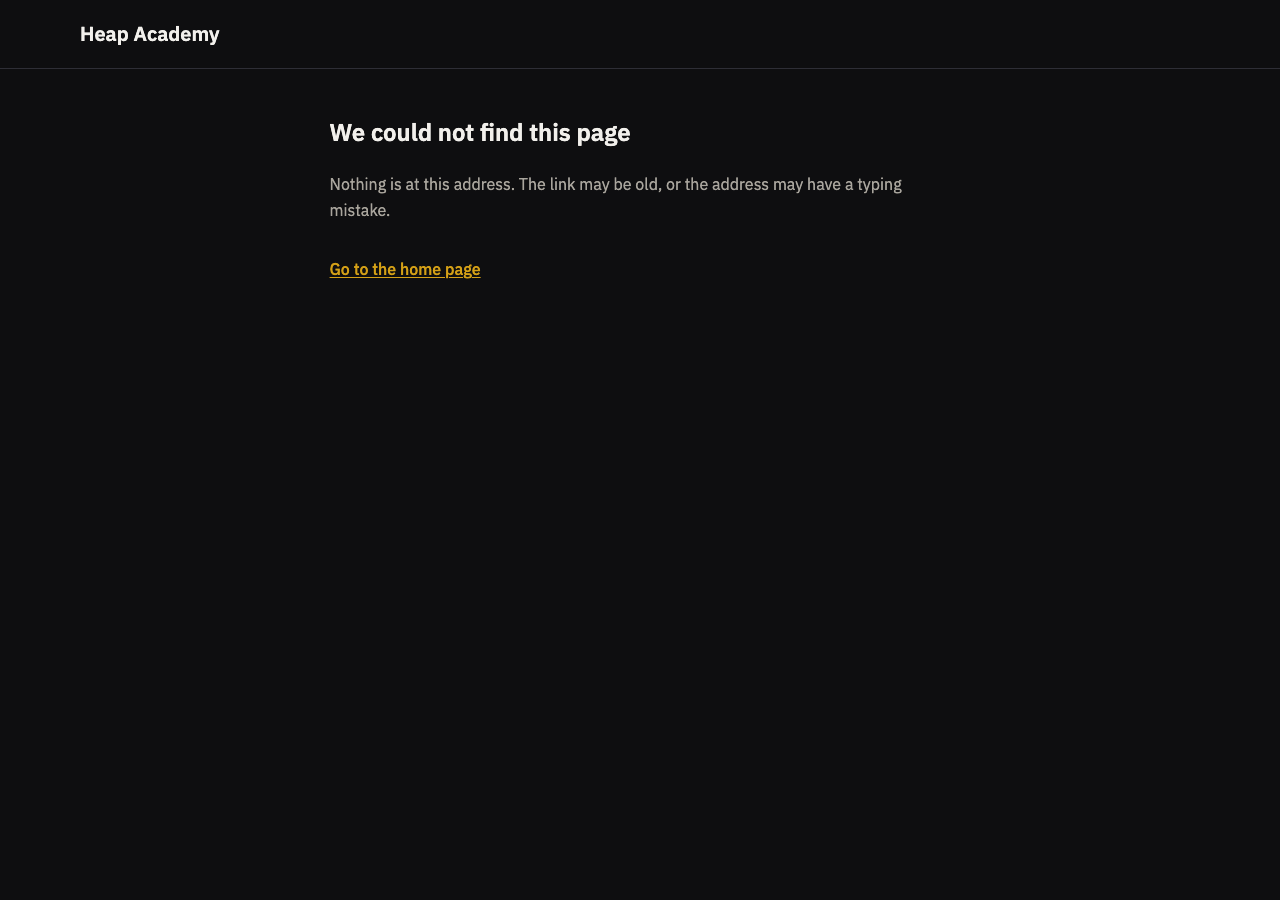 Heap Academy
We could not find this page
Nothing is at this address. The link may be old, or the address may have a typing
mistake.
Go to the home page